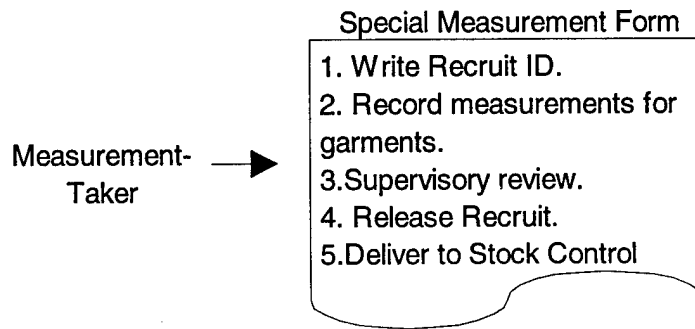 Special Measurement Form
1. Write Recruit ID.
2. Record measurements for
garments.
3.Supervisory review.
4. Release Recruit.
5.Deliver to Stock Control
Measurement-
Taker